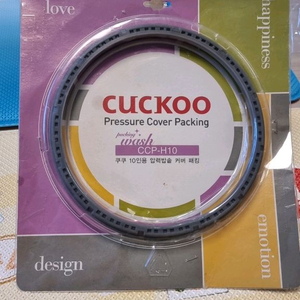 love
happiness
CUCKOO
Pressure Cover Packing
packing
wash
CCP-H10
쿠쿠 10인용 압력밥솥 커버 패킹
emotion
design